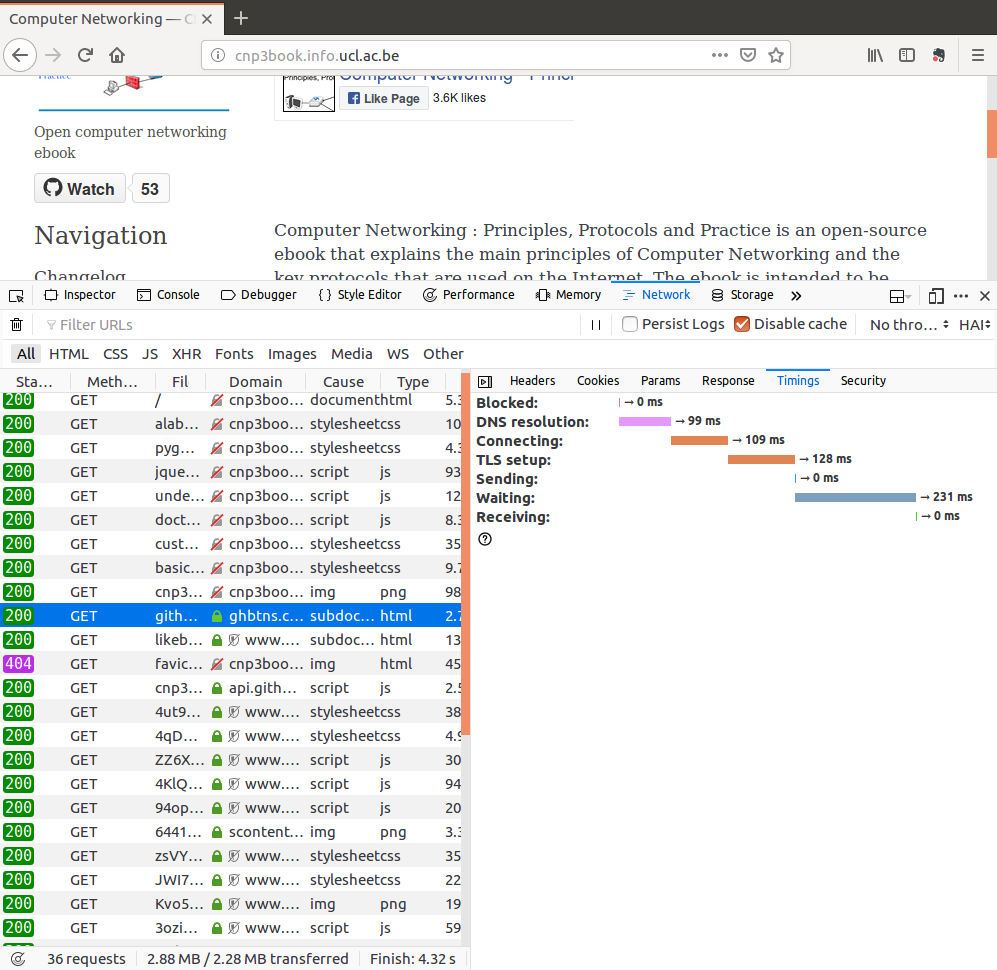 Computer Networking — C
cnp3book.info.ucl.ac.be
Practice
Principles, Pro
Computer Networking - Princi
Like Page 3.6K likes
Open computer networking
ebook
Watch 53
Navigation
Changelog
Computer Networking : Principles, Protocols and Practice is an open-source
ebook that explains the main principles of Computer Networking and the
key protocols that are used on the Internet. The ebook is intended to be
Inspector Console Debugger Style Editor Performance Memory Network Storage
Filter URLs Persist Logs Disable cache No thro... HAI
All HTML CSS JS XHR Fonts Images Media WS Other
Sta... Meth... Fil Domain Cause Type
200 GET / cnp3boo... document html 5.3
200 GET alab... cnp3boo... stylesheet css 10
200 GET pyg... cnp3boo... stylesheet css 4.3
200 GET jque... cnp3boo... script js 93
200 GET unde... cnp3boo... script js 12
200 GET doct... cnp3boo... script js 8.3
200 GET cust... cnp3boo... stylesheet css 35
200 GET basic... cnp3boo... stylesheet css 9.7
200 GET cnp3... cnp3boo... img png 98
200 GET gith... ghbtns.c... subdoc... html 2.7
200 GET likeb... www.... subdoc... html 13
404 GET favic... cnp3boo... img html 45
200 GET cnp3... api.gith... script js 2.5
200 GET 4ut9... www.... stylesheet css 38
200 GET 4qD... www.... stylesheet css 4.9
200 GET ZZ6X... www.... script js 30
200 GET 4KlQ... www.... script js 94
200 GET 94op... www.... script js 20
200 GET 6441... scontent... img png 3.3
200 GET zsVY... www.... stylesheet css 35
200 GET JWI7... www.... stylesheet css 22
200 GET Kvo5... www.... img png 19
200 GET 3ozi... www.... script js 59
36 requests 2.88 MB / 2.28 MB transferred Finish: 4.32 s
Headers Cookies Params Response Timings Security
Blocked: → 0 ms
DNS resolution: → 99 ms
Connecting: → 109 ms
TLS setup: → 128 ms
Sending: → 0 ms
Waiting: → 231 ms
Receiving: → 0 ms